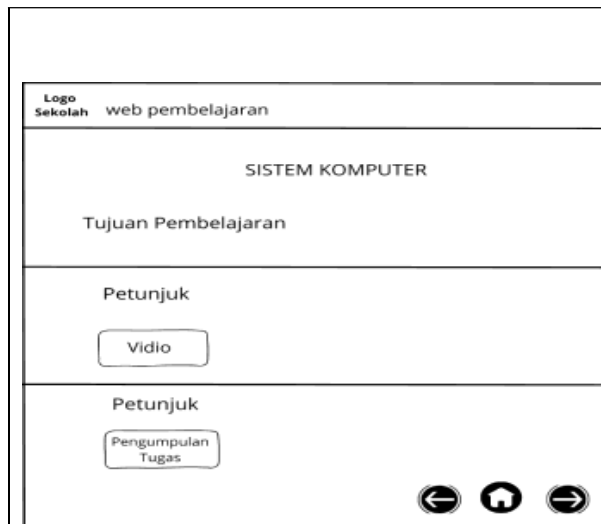 Logo
Sekolah web pembelajaran
SISTEM KOMPUTER
Tujuan Pembelajaran
Petunjuk
Vidio
Petunjuk
Pengumpulan
Tugas